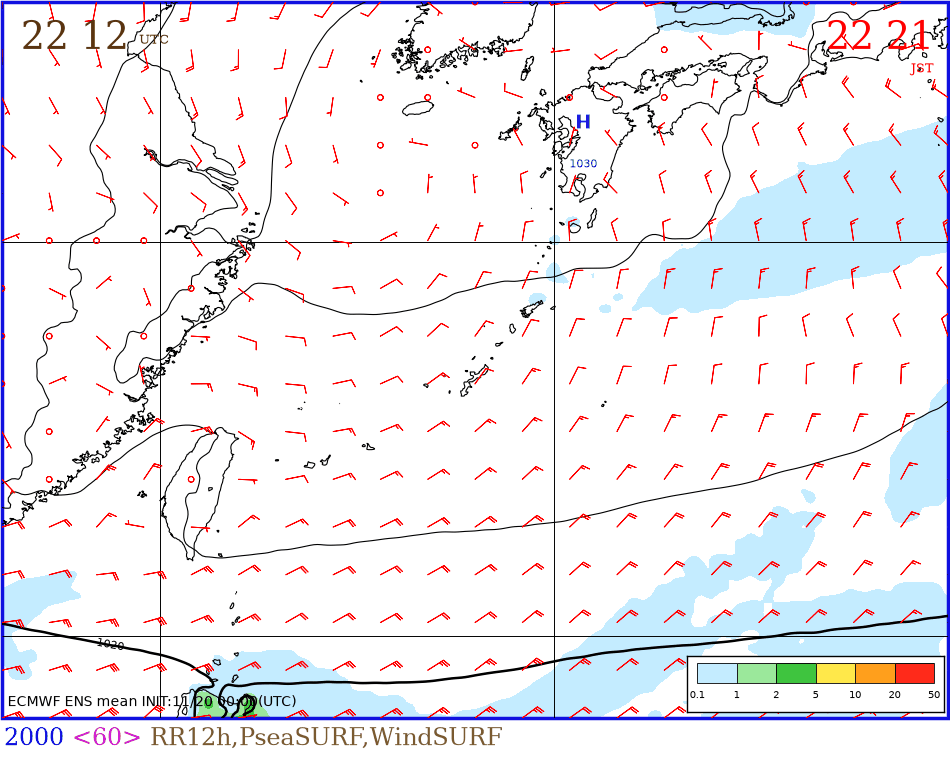 22 12 UTC
22 21 JST
H
1030
1020
0.1 1 2 5 10 20 50
ECMWF ENS mean INIT:11/20 00:00(UTC)
2000 <60> RR12h,PseaSURF,WindSURF